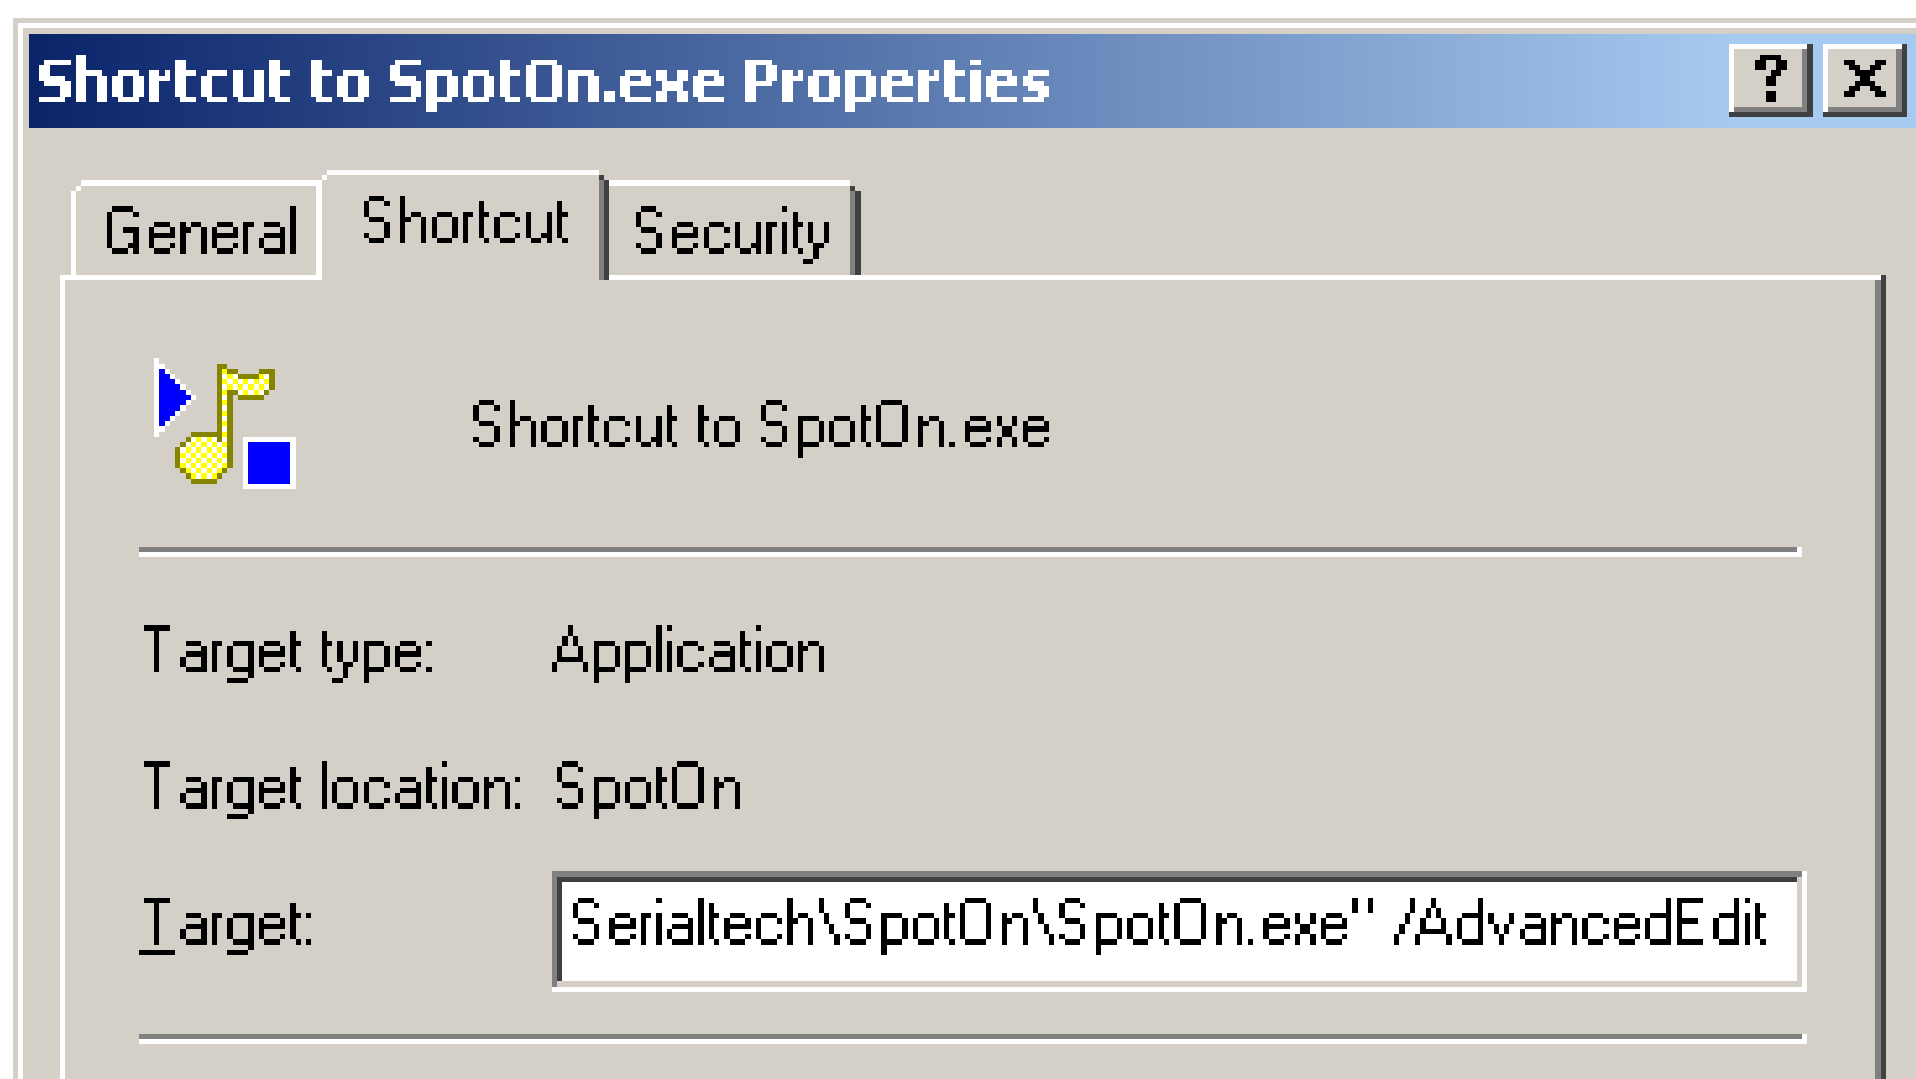 Shortcut to SpotOn.exe Properties ? X
General Shortcut Security
Shortcut to SpotOn.exe
Target type: Application
Target location: SpotOn
Target: Serialtech\SpotOn\SpotOn.exe" /AdvancedEdit